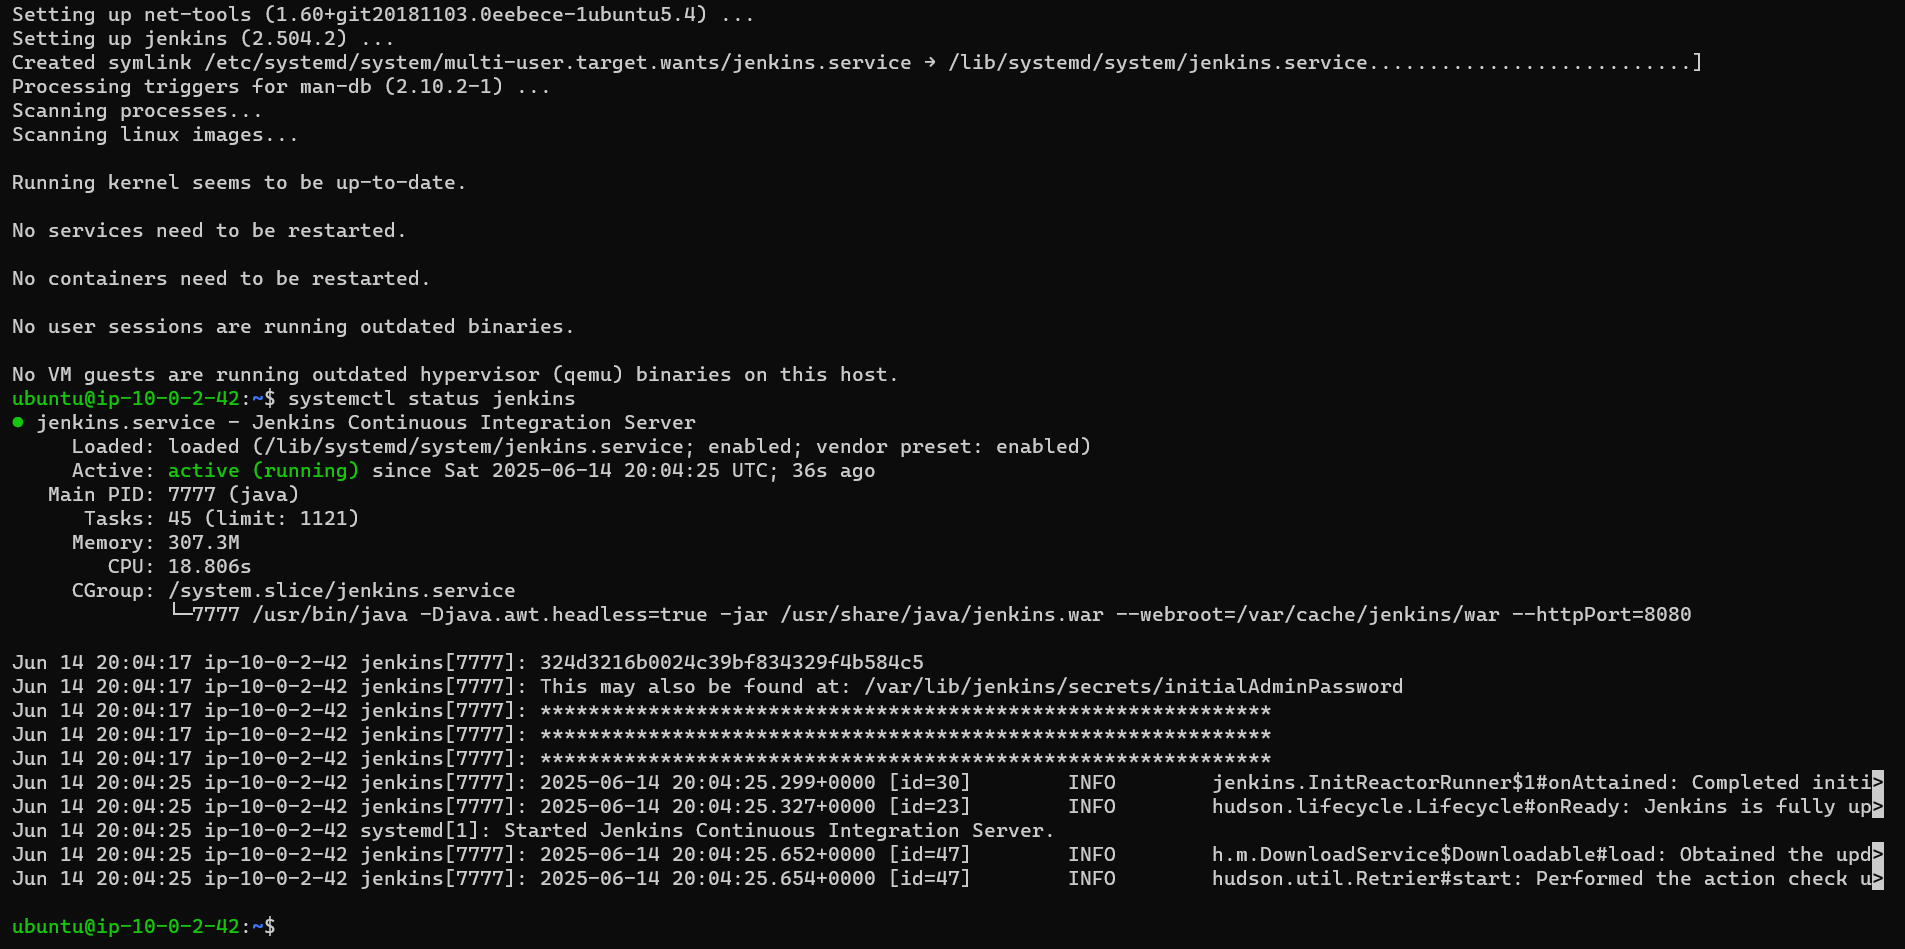 Setting up net-tools (1.60+git20181103.0eebece-1ubuntu5.4) ...
Setting up jenkins (2.504.2) ...
Created symlink /etc/systemd/system/multi-user.target.wants/jenkins.service → /lib/systemd/system/jenkins.service...........................]
Processing triggers for man-db (2.10.2-1) ...
Scanning processes...
Scanning linux images...

Running kernel seems to be up-to-date.

No services need to be restarted.

No containers need to be restarted.

No user sessions are running outdated binaries.

No VM guests are running outdated hypervisor (qemu) binaries on this host.
ubuntu@ip-10-0-2-42:~$ systemctl status jenkins
● jenkins.service - Jenkins Continuous Integration Server
     Loaded: loaded (/lib/systemd/system/jenkins.service; enabled; vendor preset: enabled)
     Active: active (running) since Sat 2025-06-14 20:04:25 UTC; 36s ago
   Main PID: 7777 (java)
      Tasks: 45 (limit: 1121)
     Memory: 307.3M
        CPU: 18.806s
     CGroup: /system.slice/jenkins.service
             └─7777 /usr/bin/java -Djava.awt.headless=true -jar /usr/share/java/jenkins.war --webroot=/var/cache/jenkins/war --httpPort=8080

Jun 14 20:04:17 ip-10-0-2-42 jenkins[7777]: 324d3216b0024c39bf834329f4b584c5
Jun 14 20:04:17 ip-10-0-2-42 jenkins[7777]: This may also be found at: /var/lib/jenkins/secrets/initialAdminPassword
Jun 14 20:04:17 ip-10-0-2-42 jenkins[7777]: *************************************************************
Jun 14 20:04:17 ip-10-0-2-42 jenkins[7777]: *************************************************************
Jun 14 20:04:17 ip-10-0-2-42 jenkins[7777]: *************************************************************
Jun 14 20:04:25 ip-10-0-2-42 jenkins[7777]: 2025-06-14 20:04:25.299+0000 [id=30]        INFO        jenkins.InitReactorRunner$1#onAttained: Completed initi>
Jun 14 20:04:25 ip-10-0-2-42 jenkins[7777]: 2025-06-14 20:04:25.327+0000 [id=23]        INFO        hudson.lifecycle.Lifecycle#onReady: Jenkins is fully up>
Jun 14 20:04:25 ip-10-0-2-42 systemd[1]: Started Jenkins Continuous Integration Server.
Jun 14 20:04:25 ip-10-0-2-42 jenkins[7777]: 2025-06-14 20:04:25.652+0000 [id=47]        INFO        h.m.DownloadService$Downloadable#load: Obtained the upd>
Jun 14 20:04:25 ip-10-0-2-42 jenkins[7777]: 2025-06-14 20:04:25.654+0000 [id=47]        INFO        hudson.util.Retrier#start: Performed the action check u>

ubuntu@ip-10-0-2-42:~$